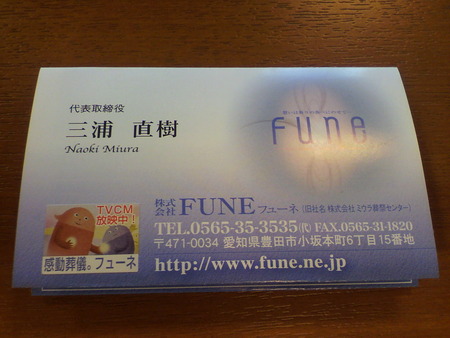 代表取締役
三浦 直樹
Naoki Miura
fune
株式会社 FUNE フューネ (旧社名 株式会社 ミウラ葬祭センター)
TEL.0565-35-3535(代) FAX.0565-31-1820
〒471-0034 愛知県豊田市小坂本町6丁目15番地
http://www.fune.ne.jp
TVCM
放映中!
感動葬儀。フューネ